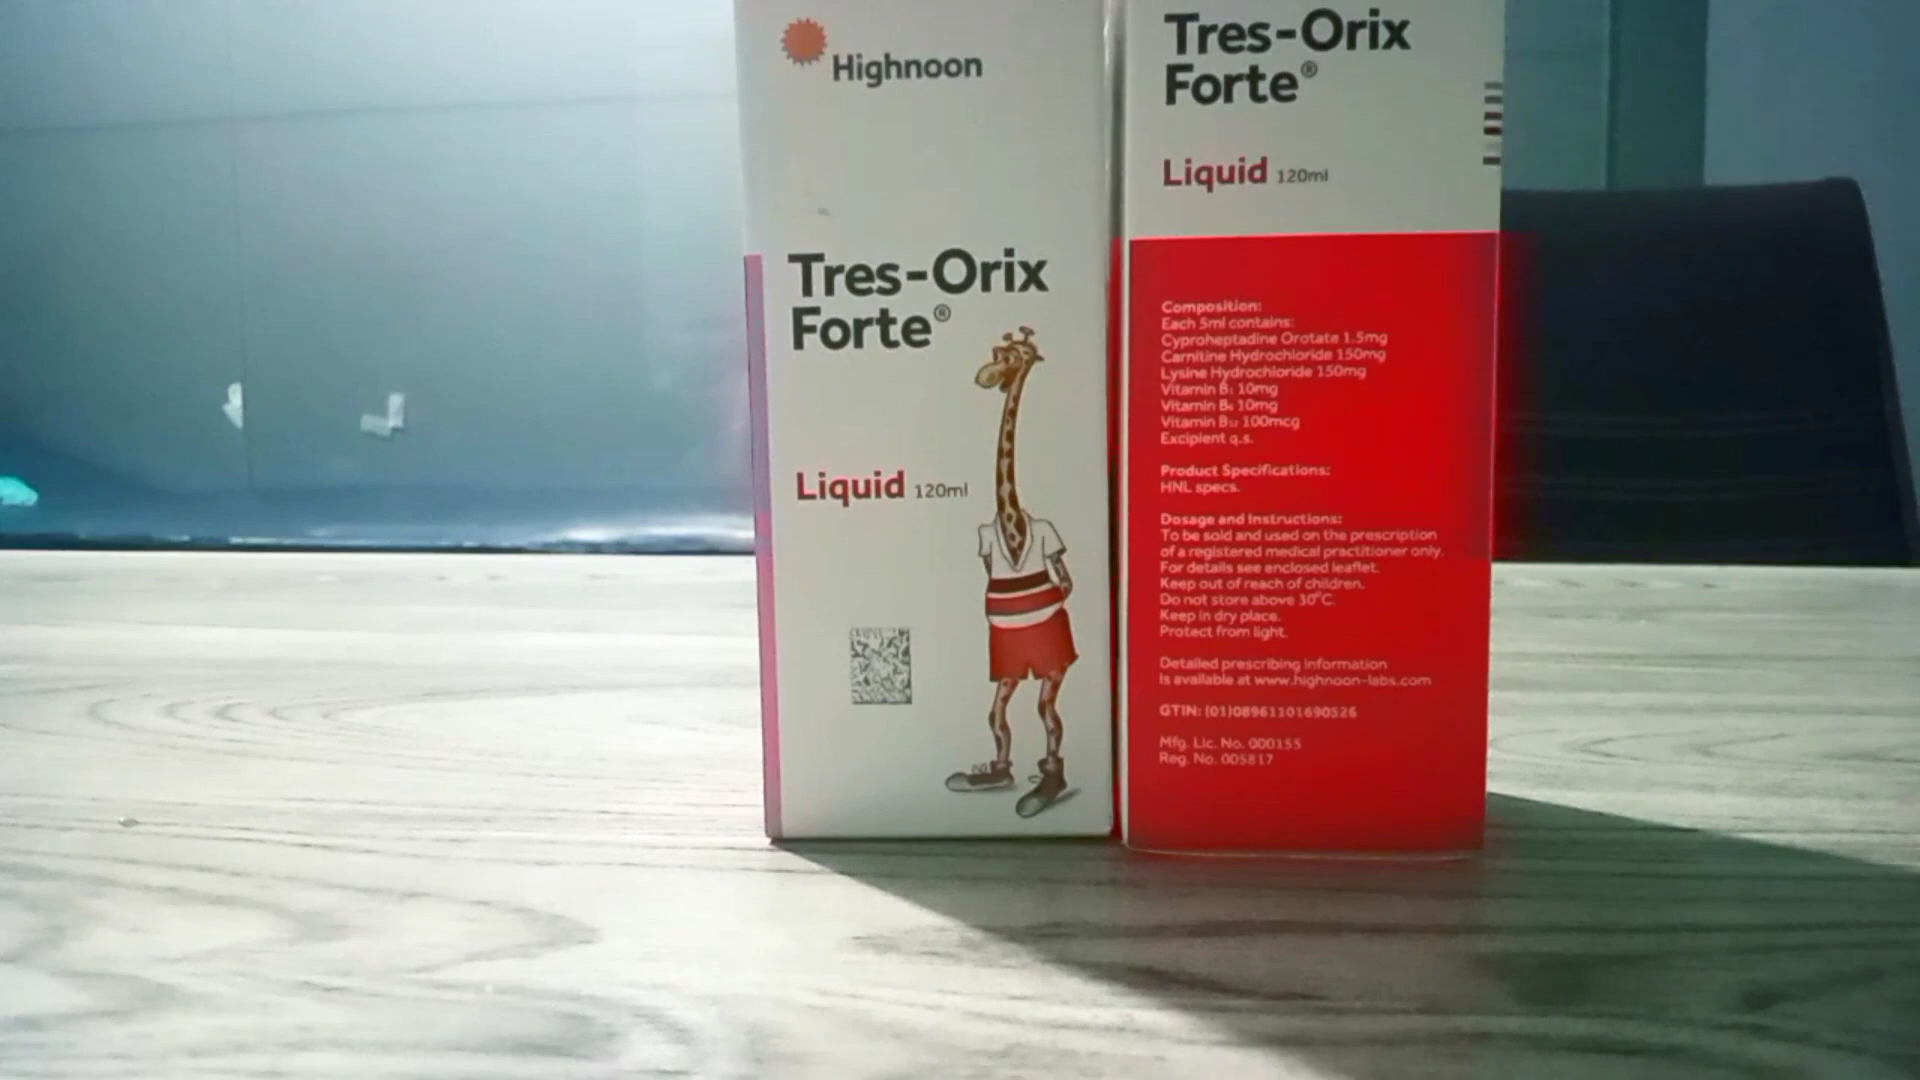 Highnoon
Tres-Orix
Forte®
Liquid 120ml
Tres-Orix
Forte®
Liquid 120ml
Composition:
Each 5ml contains:
Cyproheptadine Orotate 1.5mg
Carnitine Hydrochloride 150mg
Lysine Hydrochloride 150mg
Vitamin B₁ 10mg
Vitamin B₆ 10mg
Vitamin B₁₂ 100mcg
Excipient q.s.
Product Specifications:
HNL specs.
Dosage and Instructions:
To be sold and used on the prescription
of a registered medical practitioner only.
For details see enclosed leaflet.
Keep out of reach of children.
Do not store above 30°C.
Keep in dry place.
Protect from light.
Detailed prescribing information
is available at www.highnoon-labs.com
GTIN: (01)08961101690526
Mfg. Lic. No. 000155
Reg. No. 005817